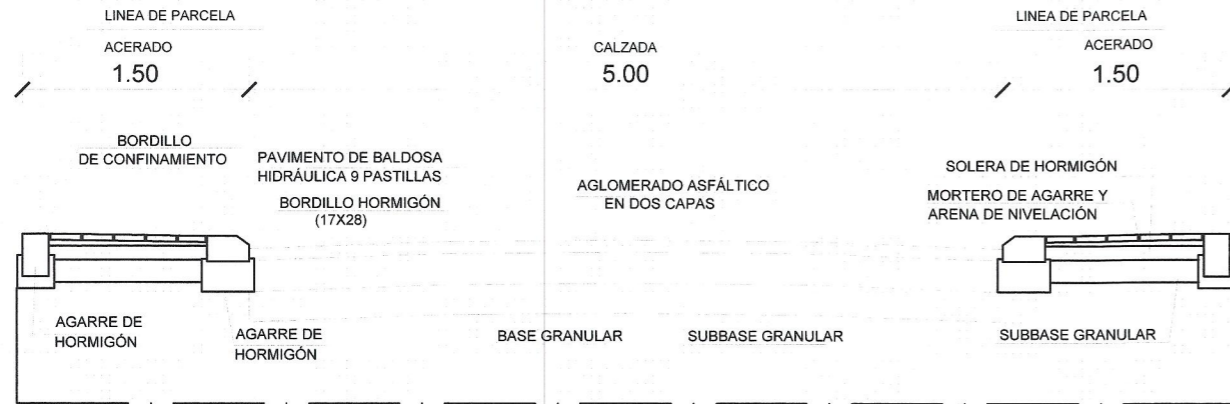 LINEA DE PARCELA
LINEA DE PARCELA
ACERADO
1.50
CALZADA
5.00
ACERADO
1.50
BORDILLO
DE CONFINAMIENTO
PAVIMENTO DE BALDOSA
HIDRÁULICA 9 PASTILLAS
BORDILLO HORMIGÓN
(17X28)
AGLOMERADO ASFÁLTICO
EN DOS CAPAS
SOLERA DE HORMIGÓN
MORTERO DE AGARRE Y
ARENA DE NIVELACIÓN
AGARRE DE
HORMIGÓN
AGARRE DE
HORMIGÓN
BASE GRANULAR
SUBBASE GRANULAR
SUBBASE GRANULAR